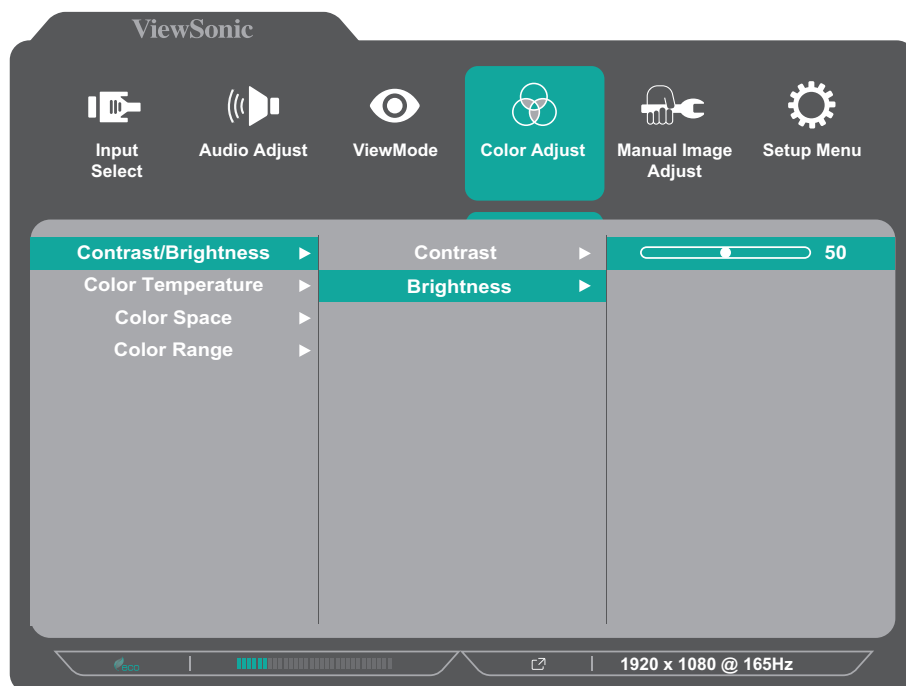 ViewSonic
Input
Select
Audio Adjust
ViewMode
Color Adjust
Manual Image
Adjust
Setup Menu
Contrast/Brightness
Contrast
50
Color Temperature
Brightness
Color Space
Color Range
eco
1920 x 1080 @ 165Hz